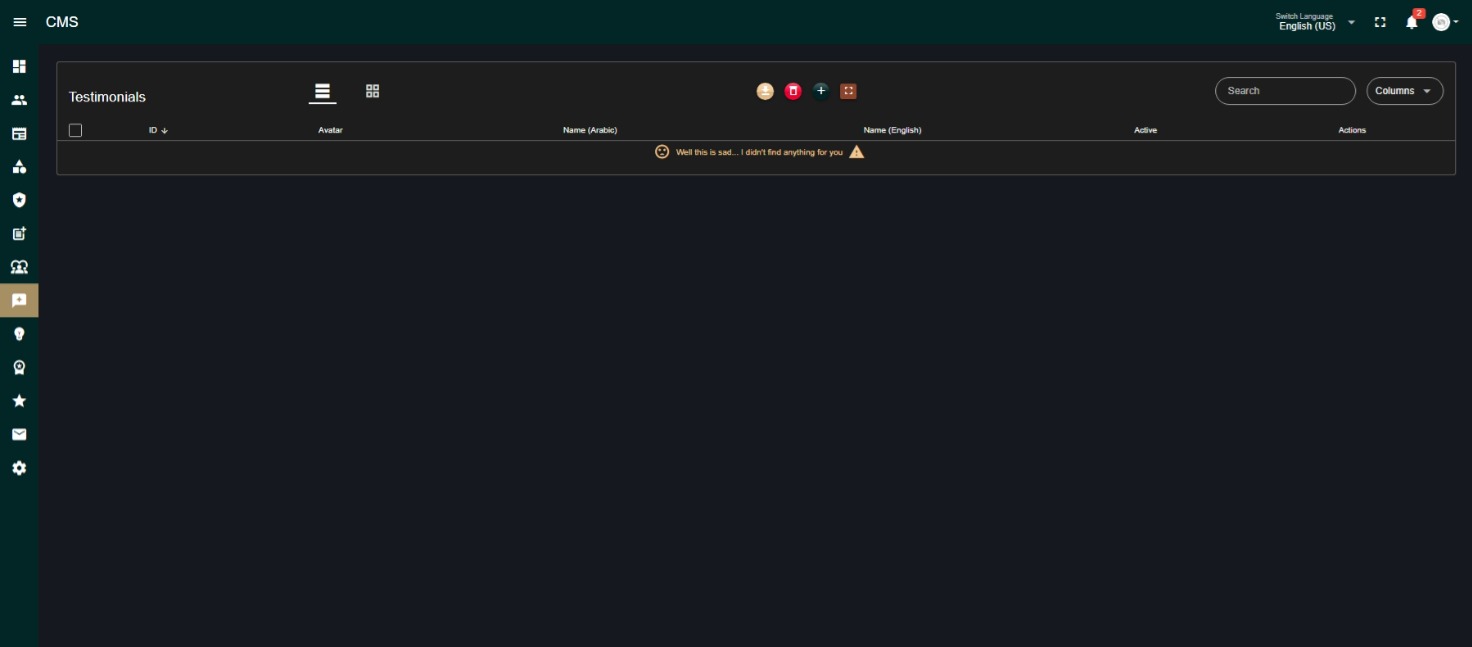 CMS
Switch Language
English (US)
2
Testimonials
Search
Columns
ID
Avatar
Name (Arabic)
Name (English)
Active
Actions
Well this is sad... I didn't find anything for you